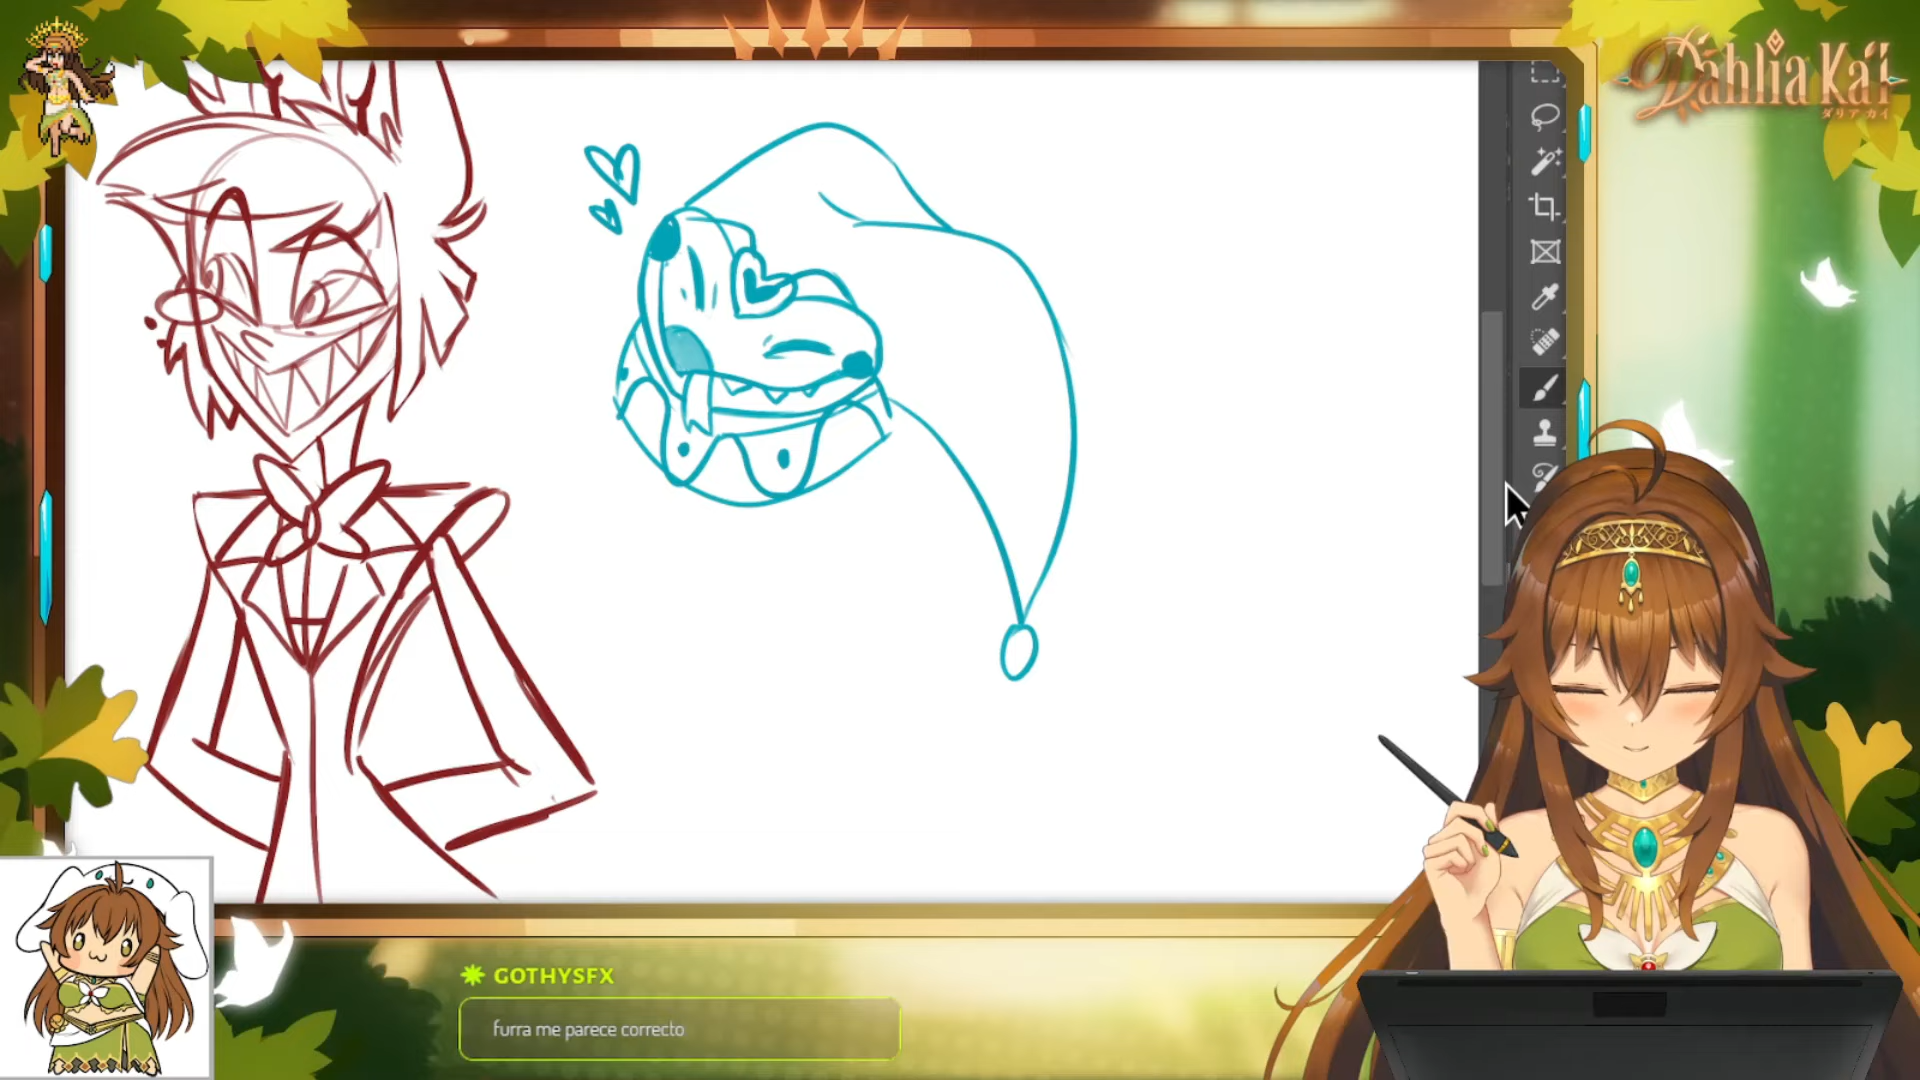 Dahlia Kai
ダリア カイ
GOTHYSFX
furra me parece correcto